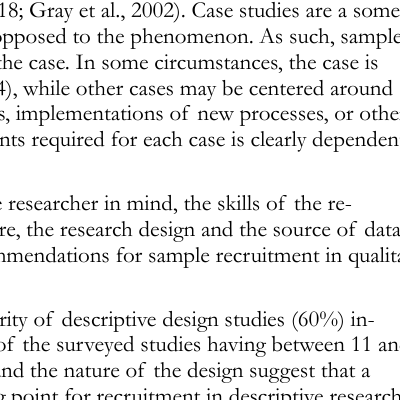 18; Gray et al., 2002). Case studies are a some
opposed to the phenomenon. As such, sample
the case. In some circumstances, the case is
4), while other cases may be centered around
s, implementations of new processes, or othe
nts required for each case is clearly dependen
e researcher in mind, the skills of the re-
re, the research design and the source of data
mmendations for sample recruitment in qualita
rity of descriptive design studies (60%) in-
of the surveyed studies having between 11 an
and the nature of the design suggest that a
g point for recruitment in descriptive research